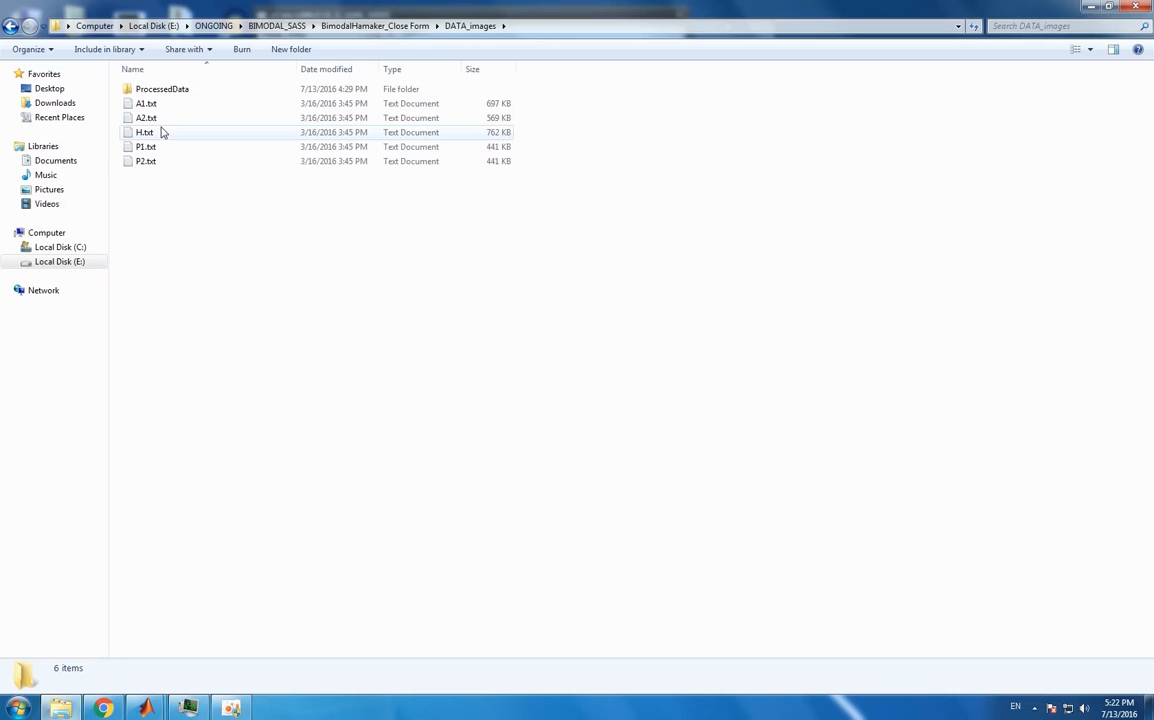 Computer Local Disk (E:) ONGOING BIMODAL_SASS BimodalHamaker_Close Form DATA_images Search DATA_images
Organize Include in library Share with Burn New folder
Name Date modified Type Size
Favorites
Desktop
Downloads
Recent Places
Libraries
Documents
Music
Pictures
Videos
Computer
Local Disk (C:)
Local Disk (E:)
Network
ProcessedData 7/13/2016 4:29 PM File folder
A1.txt 3/16/2016 3:45 PM Text Document 697 KB
A2.txt 3/16/2016 3:45 PM Text Document 569 KB
H.txt 3/16/2016 3:45 PM Text Document 762 KB
P1.txt 3/16/2016 3:45 PM Text Document 441 KB
P2.txt 3/16/2016 3:45 PM Text Document 441 KB
6 items
EN 5:22 PM
7/13/2016